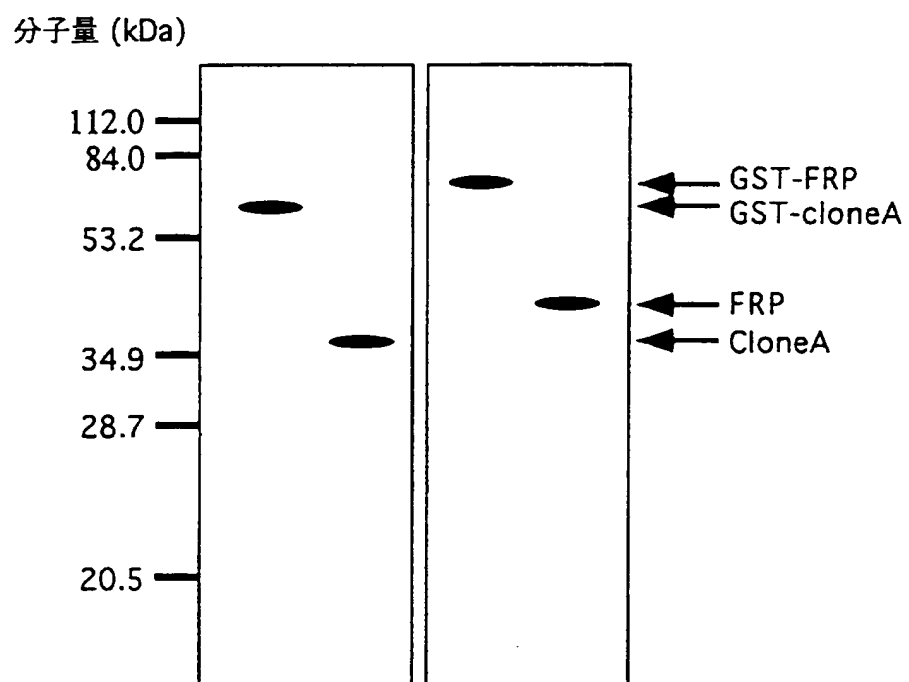 分子量 (kDa)
112.0
84.0
53.2
34.9
28.7
20.5
GST-FRP
GST-cloneA
FRP
CloneA